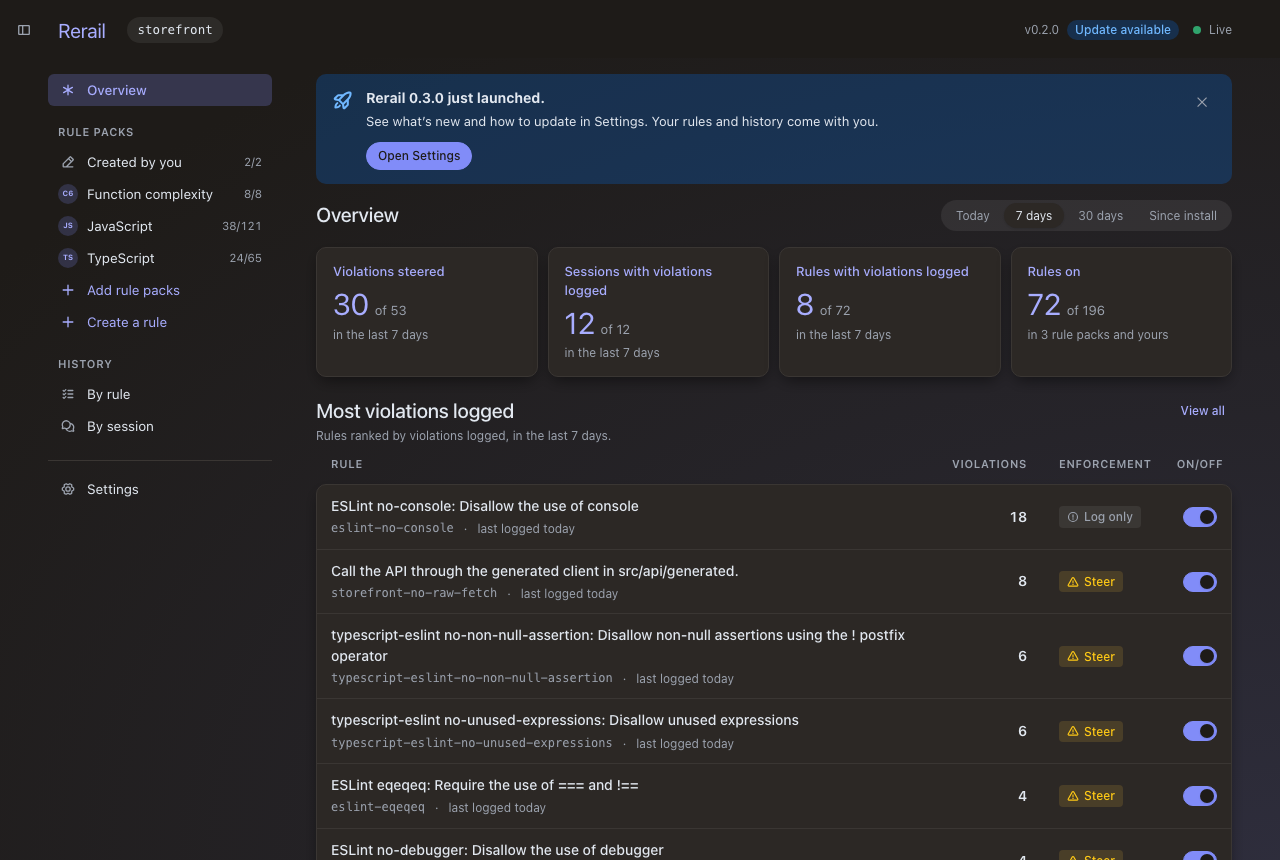 Rerail
storefront
v0.2.0
Update available
Live
Overview
RULE PACKS
Created by you 2/2
C6 Function complexity 8/8
JS JavaScript 38/121
TS TypeScript 24/65
Add rule packs
Create a rule
HISTORY
By rule
By session
Settings
Rerail 0.3.0 just launched.
See what's new and how to update in Settings. Your rules and history come with you.
Open Settings
Overview
Today 7 days 30 days Since install
Violations steered
30 of 53
in the last 7 days
Sessions with violations
logged
12 of 12
in the last 7 days
Rules with violations logged
8 of 72
in the last 7 days
Rules on
72 of 196
in 3 rule packs and yours
Most violations logged
View all
Rules ranked by violations logged, in the last 7 days.
RULE VIOLATIONS ENFORCEMENT ON/OFF
ESLint no-console: Disallow the use of console
eslint-no-console · last logged today
18 Log only
Call the API through the generated client in src/api/generated.
storefront-no-raw-fetch · last logged today
8 Steer
typescript-eslint no-non-null-assertion: Disallow non-null assertions using the ! postfix
operator
typescript-eslint-no-non-null-assertion · last logged today
6 Steer
typescript-eslint no-unused-expressions: Disallow unused expressions
typescript-eslint-no-unused-expressions · last logged today
6 Steer
ESLint eqeqeq: Require the use of === and !==
eslint-eqeqeq · last logged today
4 Steer
ESLint no-debugger: Disallow the use of debugger
4 Steer